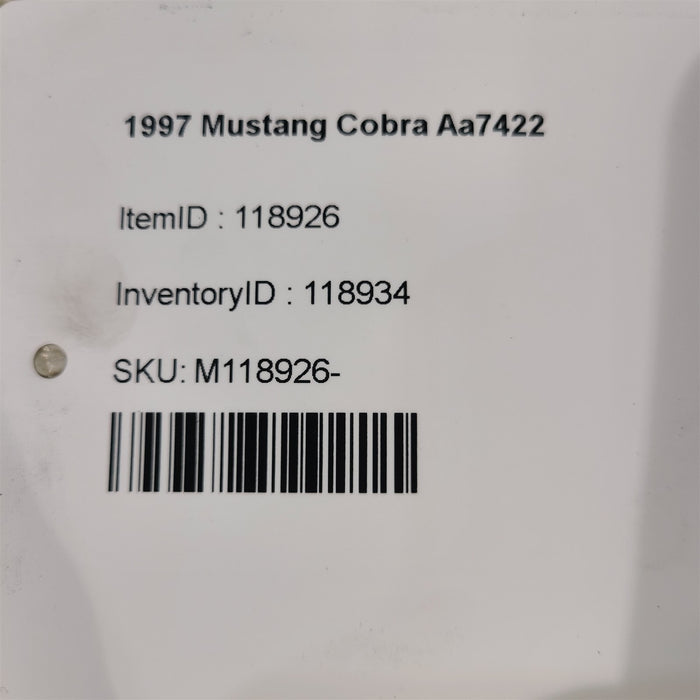 1997 Mustang Cobra Aa7422
ItemID : 118926
InventoryID : 118934
SKU: M118926-